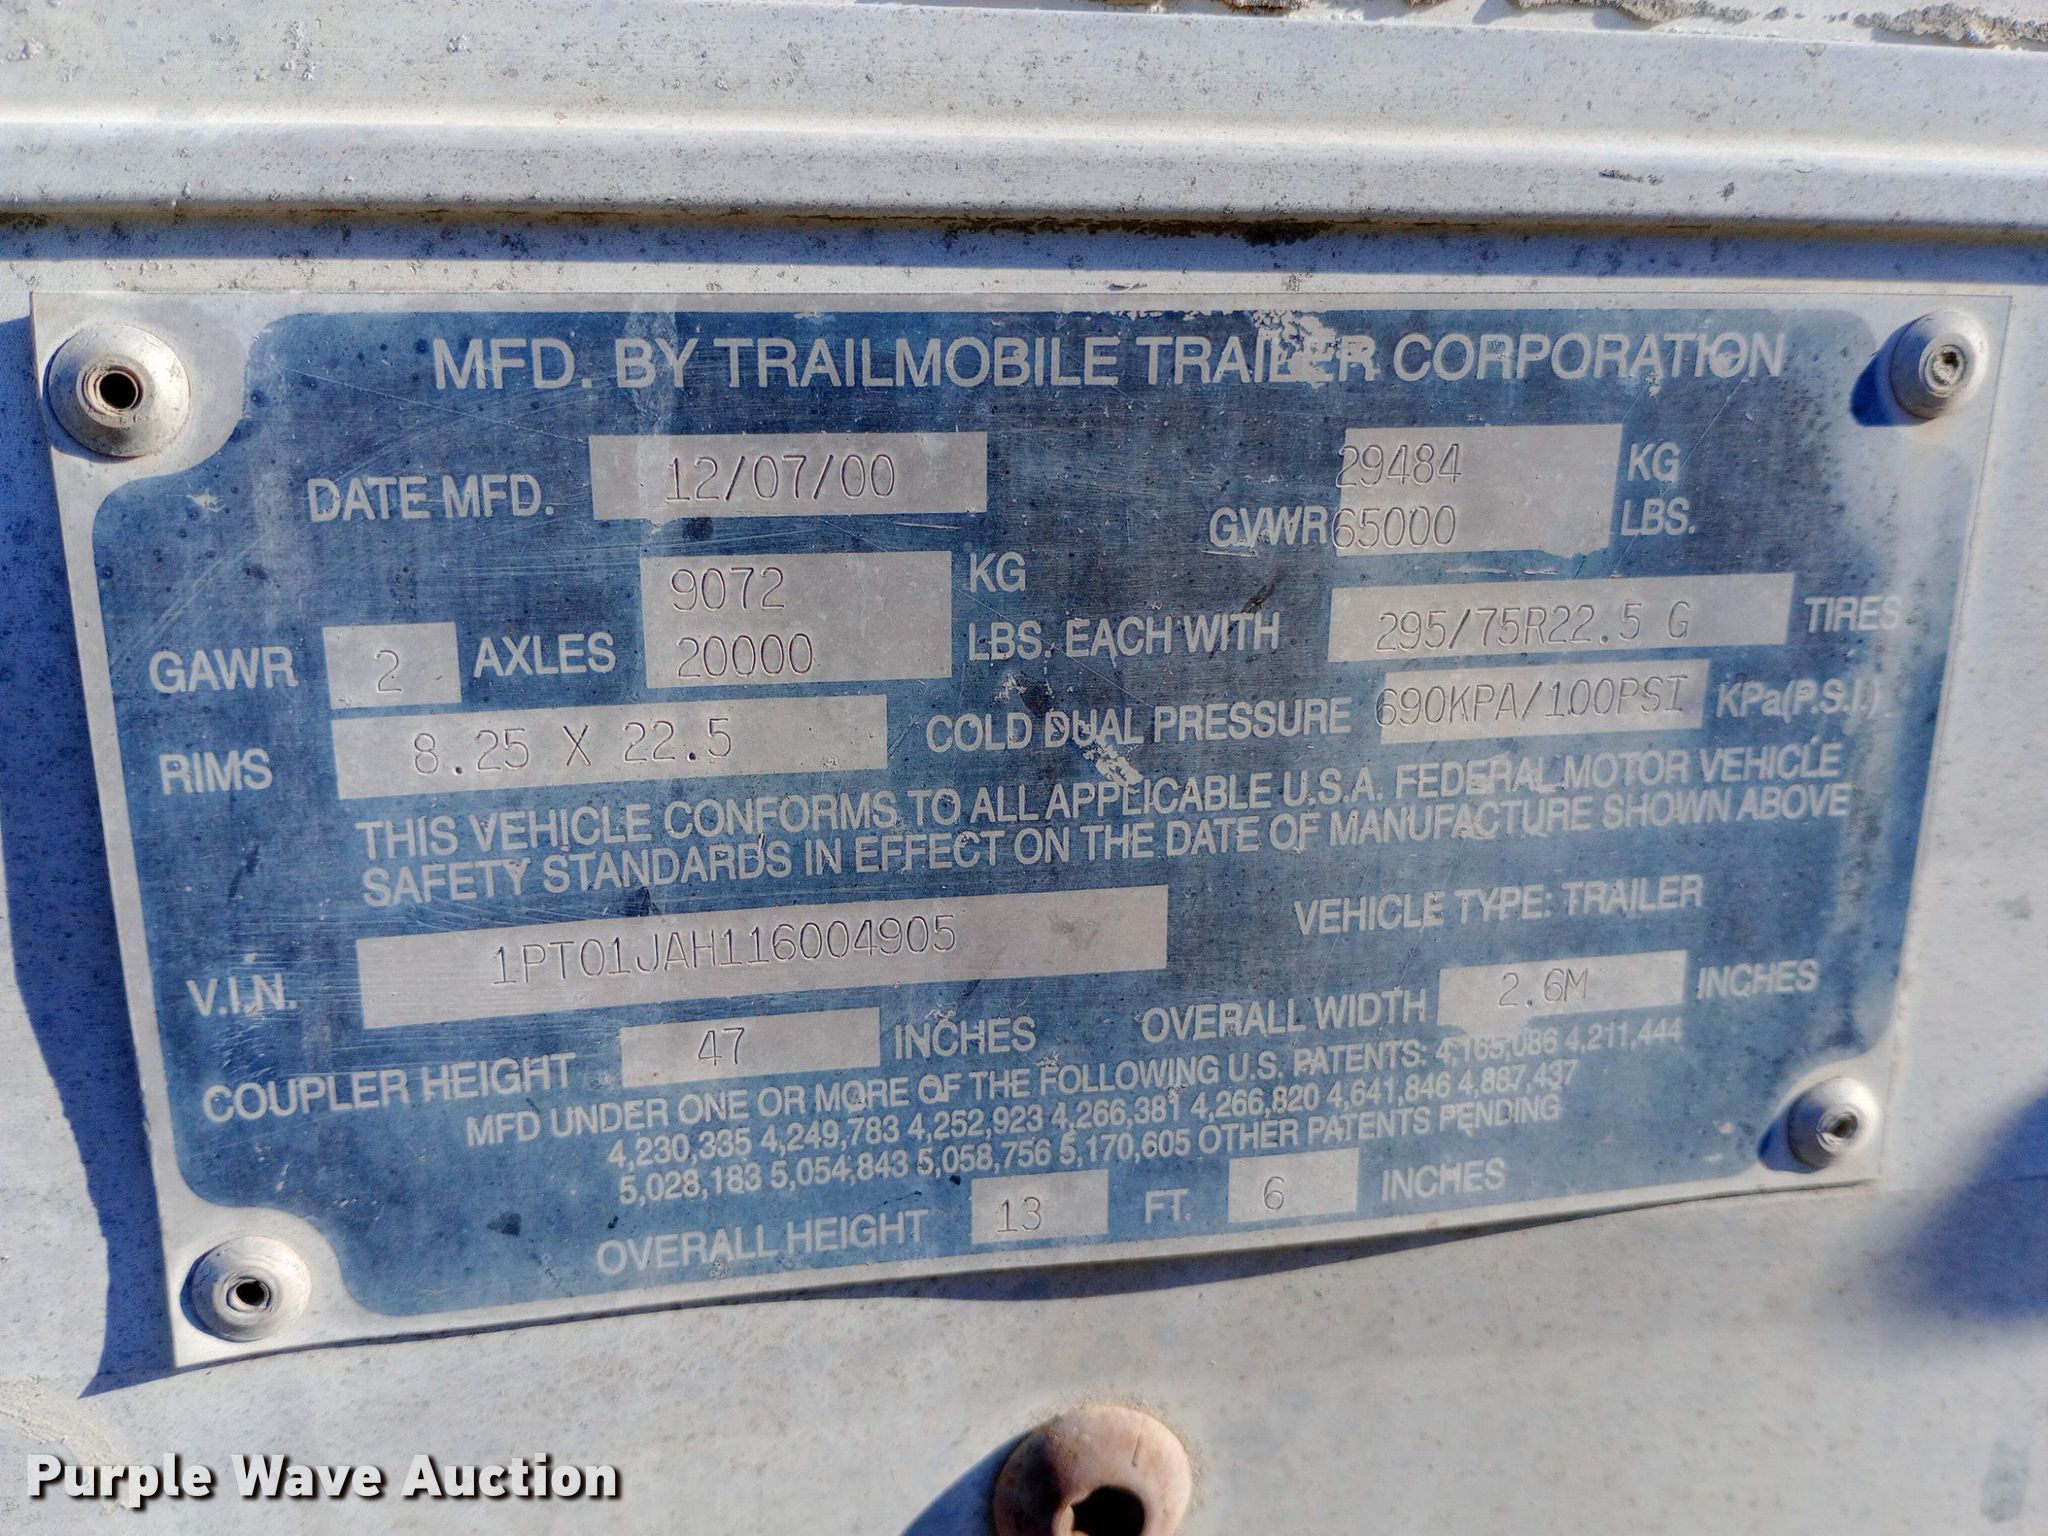 MFD. BY TRAILMOBILE TRAILER CORPORATION
DATE MFD. 12/07/00 29484 KG
GVWR 65000 LBS.
9072 KG
GAWR 2 AXLES 20000 LBS. EACH WITH 295/75R22.5 G TIRES
RIMS 8.25 X 22.5 COLD DUAL PRESSURE 690KPA/100PSI KPa(P.S.I.)
THIS VEHICLE CONFORMS TO ALL APPLICABLE U.S.A. FEDERAL MOTOR VEHICLE
SAFETY STANDARDS IN EFFECT ON THE DATE OF MANUFACTURE SHOWN ABOVE
V.I.N. 1PT01JAH116004905 VEHICLE TYPE: TRAILER
COUPLER HEIGHT 47 INCHES OVERALL WIDTH 2.6M INCHES
MFD UNDER ONE OR MORE OF THE FOLLOWING U.S. PATENTS: 4,165,086 4,211,444
4,230,335 4,249,783 4,252,923 4,266,381 4,266,820 4,641,846 4,887,437
5,028,183 5,054,843 5,058,756 5,170,605 OTHER PATENTS PENDING
OVERALL HEIGHT 13 FT. 6 INCHES
Purple Wave Auction